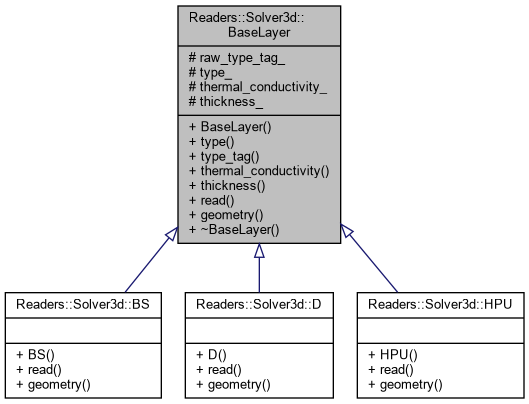 Readers::Solver3d::
BaseLayer
# raw_type_tag_
# type_
# thermal_conductivity_
# thickness_
+ BaseLayer()
+ type()
+ type_tag()
+ thermal_conductivity()
+ thickness()
+ read()
+ geometry()
+ ~BaseLayer()
Readers::Solver3d::BS
+ BS()
+ read()
+ geometry()
Readers::Solver3d::D
+ D()
+ read()
+ geometry()
Readers::Solver3d::HPU
+ HPU()
+ read()
+ geometry()